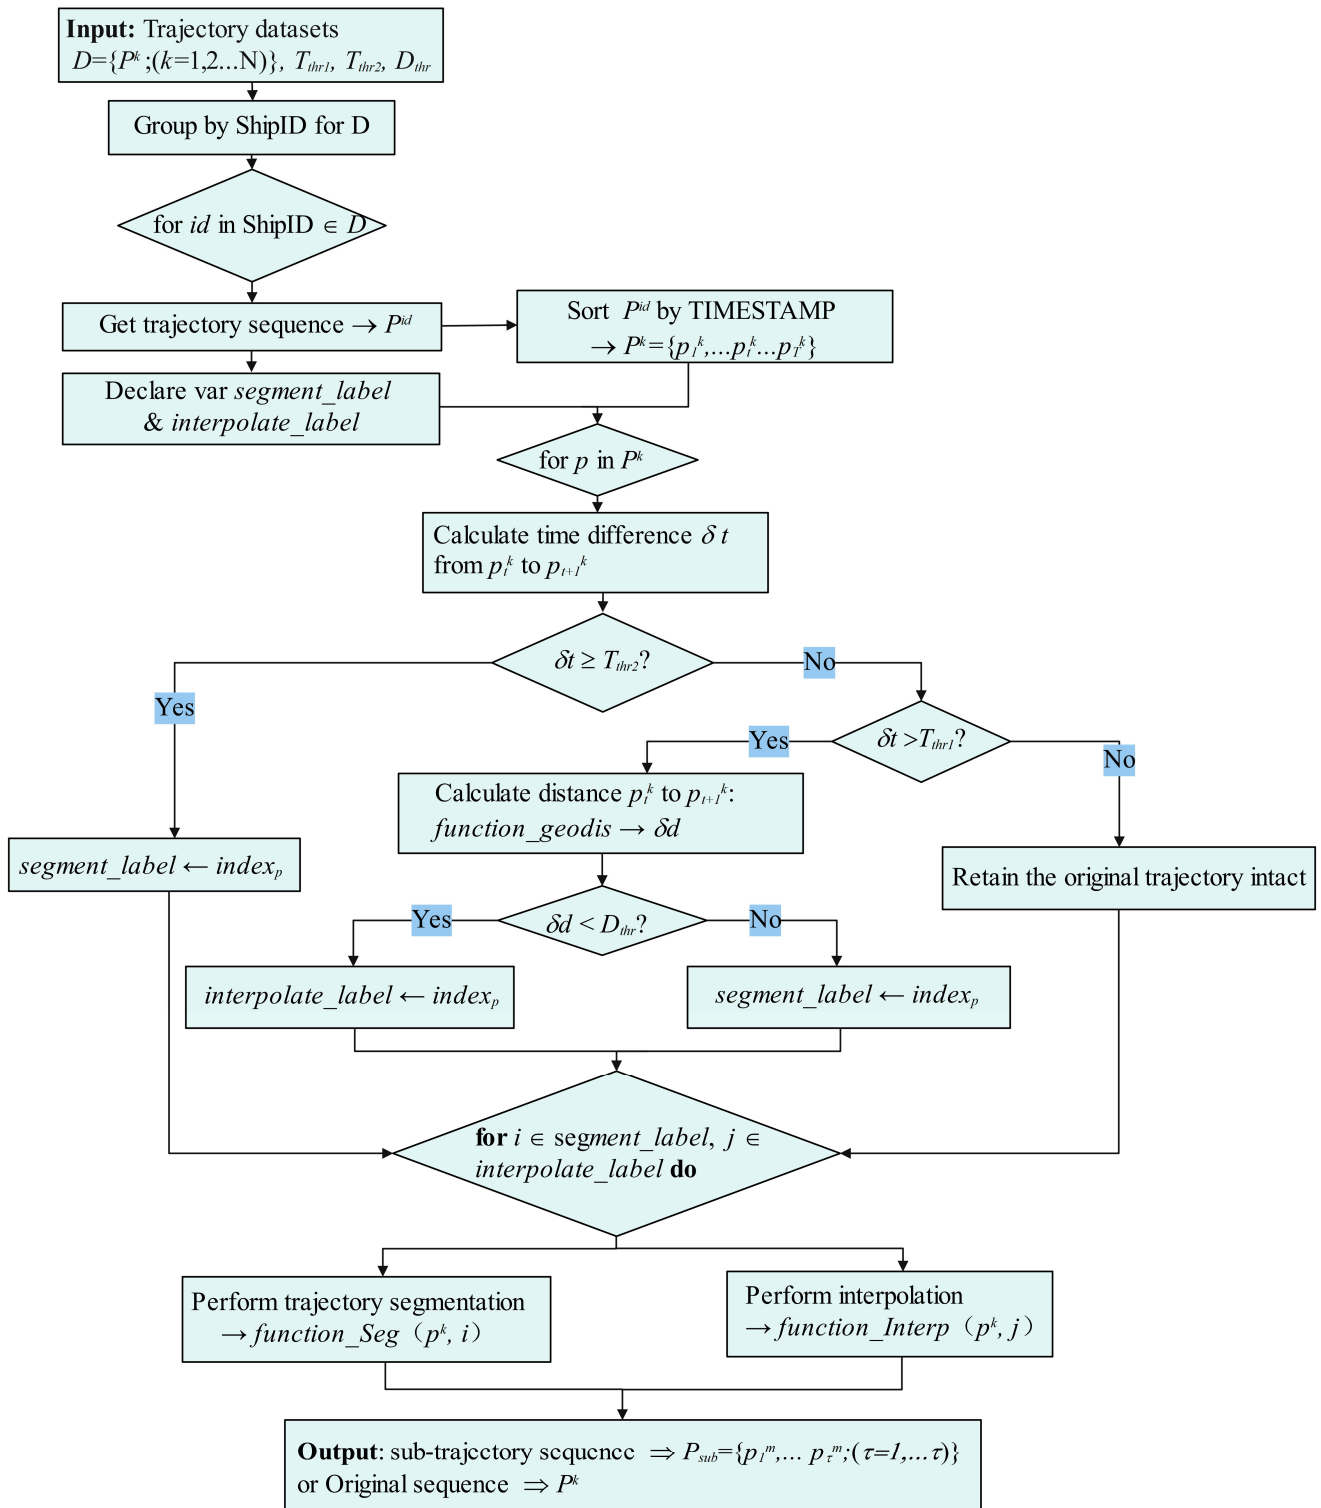 Input: Trajectory datasets
D={Pᵏ;(k=1,2...N)}, Tthr1, Tthr2, Dthr
Group by ShipID for D
for id in ShipID ∈ D
Get trajectory sequence → Pⁱᵈ
Sort Pⁱᵈ by TIMESTAMP
→ Pᵏ={p₁ᵏ,...pₜᵏ...p_Tᵏ}
Declare var segment_label
& interpolate_label
for p in Pᵏ
Calculate time difference δ t
from pₜᵏ to pₜ₊₁ᵏ
δt ≥ Tthr2?
No
Yes
δt >Tthr1?
Yes
No
Calculate distance pₜᵏ to pₜ₊₁ᵏ:
function_geodis → δd
segment_label ← indexₚ
Retain the original trajectory intact
δd < Dthr?
Yes
No
interpolate_label ← indexₚ
segment_label ← indexₚ
for i ∈ segment_label, j ∈
interpolate_label do
Perform trajectory segmentation
→ function_Seg（pᵏ, i）
Perform interpolation
→ function_Interp（pᵏ, j）
Output: sub-trajectory sequence ⇒ Psub={p₁ᵐ,... p_τᵐ;(τ=1,...τ)}
or Original sequence ⇒ Pᵏ